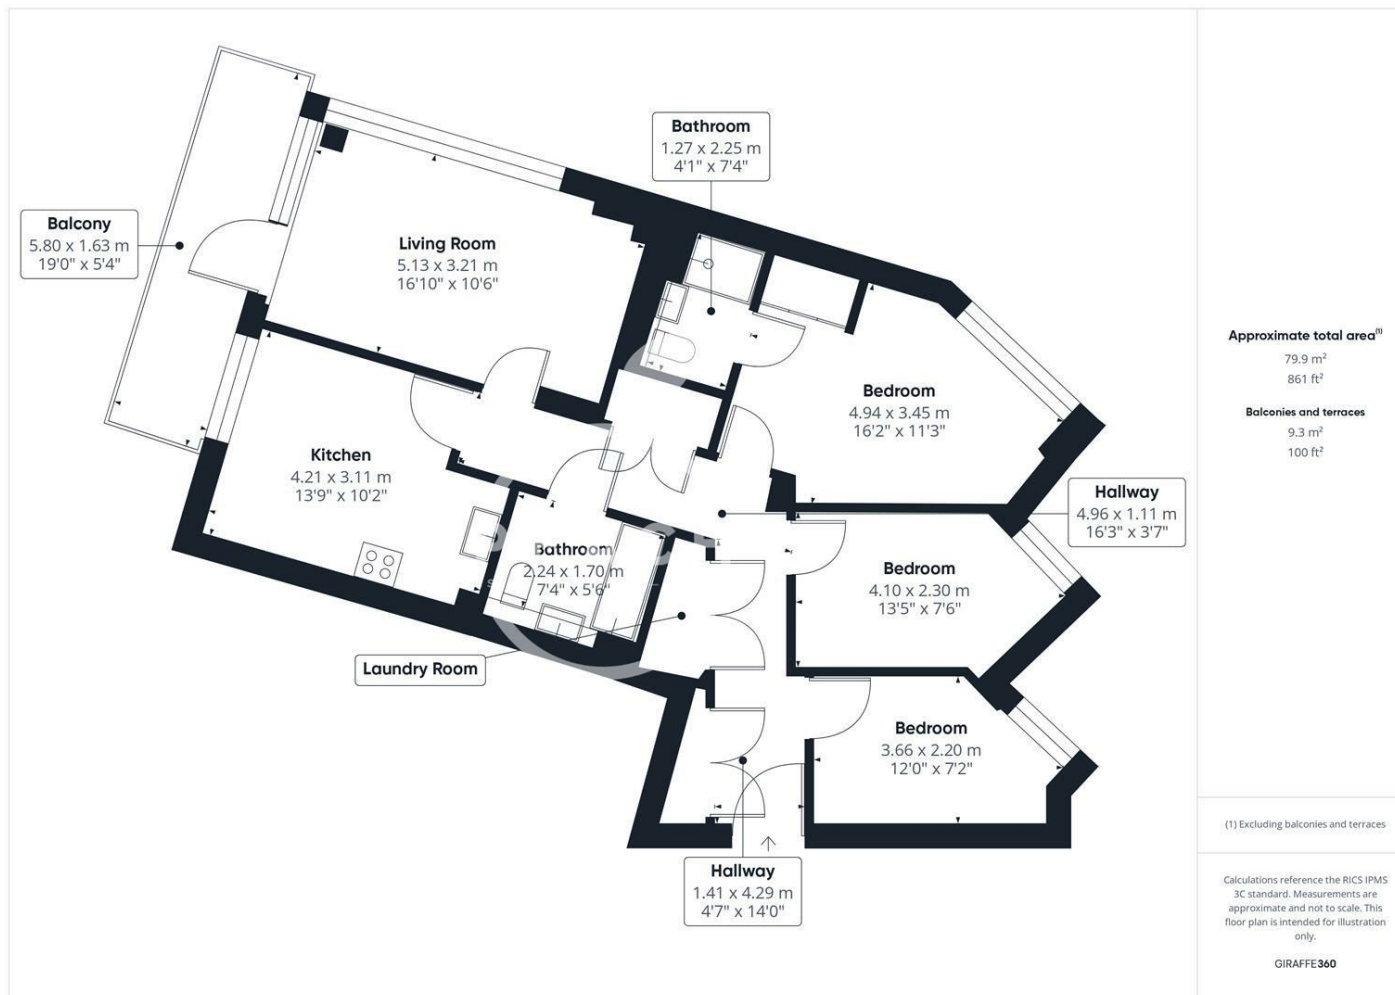 Bathroom
1.27 x 2.25 m
4'1" x 7'4"
Balcony
5.80 x 1.63 m
19'0" x 5'4"
Living Room
5.13 x 3.21 m
16'10" x 10'6"
Bedroom
4.94 x 3.45 m
16'2" x 11'3"
Kitchen
4.21 x 3.11 m
13'9" x 10'2"
Hallway
4.96 x 1.11 m
16'3" x 3'7"
Bathroom
2.24 x 1.70 m
7'4" x 5'6"
Bedroom
4.10 x 2.30 m
13'5" x 7'6"
Laundry Room
Bedroom
3.66 x 2.20 m
12'0" x 7'2"
Hallway
1.41 x 4.29 m
4'7" x 14'0"
Approximate total area(1)
79.9 m²
861 ft²
Balconies and terraces
9.3 m²
100 ft²
(1) Excluding balconies and terraces
Calculations reference the RICS IPMS
3C standard. Measurements are
approximate and not to scale. This
floor plan is intended for illustration
only.
GIRAFFE360